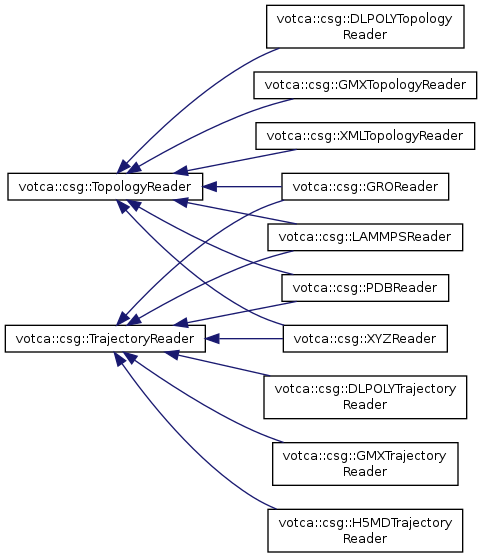 votca::csg::DLPOLYTopology
Reader
votca::csg::GMXTopologyReader
votca::csg::XMLTopologyReader
votca::csg::TopologyReader
votca::csg::GROReader
votca::csg::LAMMPSReader
votca::csg::PDBReader
votca::csg::TrajectoryReader
votca::csg::XYZReader
votca::csg::DLPOLYTrajectory
Reader
votca::csg::GMXTrajectory
Reader
votca::csg::H5MDTrajectory
Reader